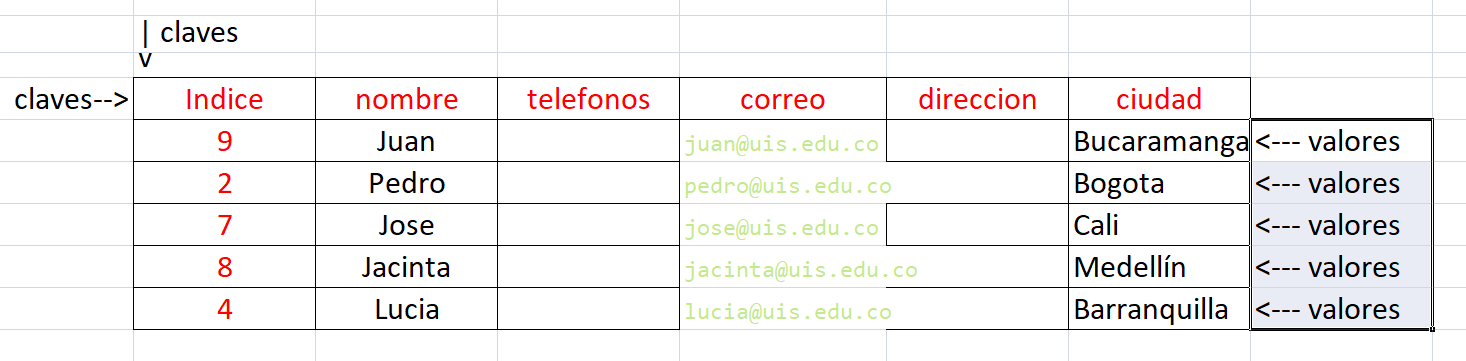 | claves
v
claves--> Indice nombre telefonos correo direccion ciudad
9 Juan juan@uis.edu.co Bucaramanga <--- valores
2 Pedro pedro@uis.edu.co Bogota <--- valores
7 Jose jose@uis.edu.co Cali <--- valores
8 Jacinta jacinta@uis.edu.co Medellín <--- valores
4 Lucia lucia@uis.edu.co Barranquilla <--- valores